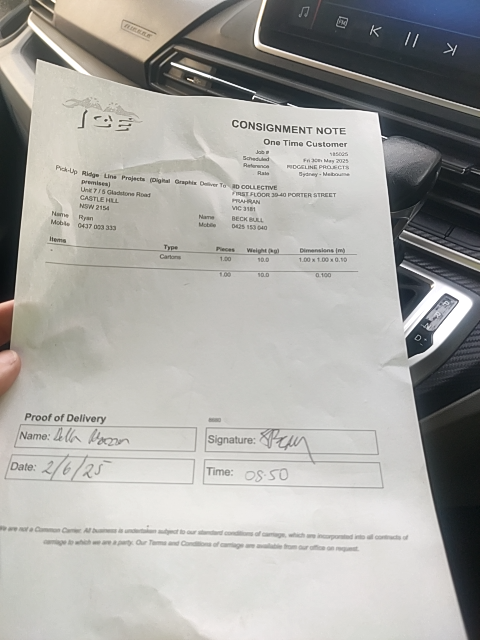 FM
ICE
CONSIGNMENT NOTE
One Time Customer
Job # 185025
Scheduled Fri 30th May 2025
Reference RIDGELINE PROJECTS
Rate Sydney - Melbourne
Pick-Up Ridge Line Projects (Digital Graphix premises)
Unit 7 / 5 Gladstone Road
CASTLE HILL
NSW 2154
Name Ryan
Mobile 0437 003 333
Deliver To IID COLLECTIVE
FIRST FLOOR 39-40 PORTER STREET
PRAHRAN
VIC 3181
Name BECK BULL
Mobile 0425 153 040
Items Type Pieces Weight (kg) Dimensions (m)
Cartons 1.00 10.0 1.00 x 1.00 x 0.10
1.00 10.0 0.100
Proof of Delivery
Name:
Signature:
Date: 2/6/25
Time: 08:50
We are not a Common Carrier. All business is undertaken subject to our standard conditions of carriage, which are incorporated into all contracts of
carriage to which we are a party. Our Terms and Conditions of carriage are available from our office on request.
D